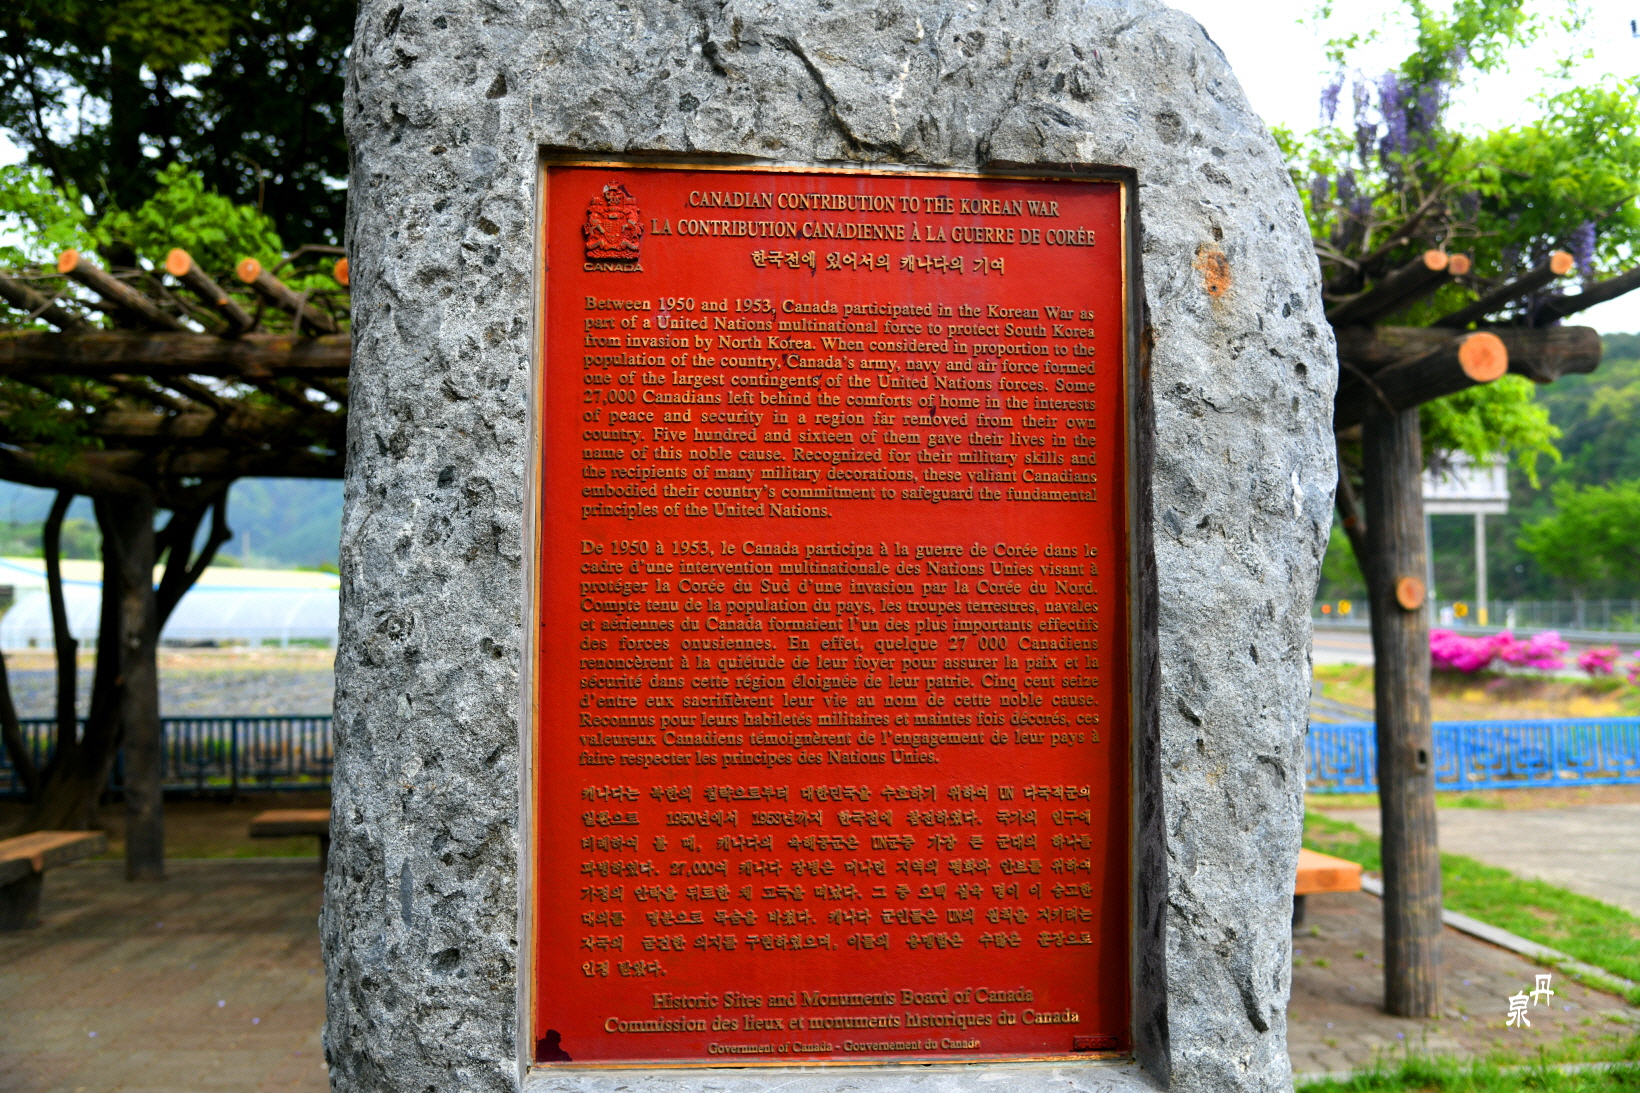 CANADA
CANADIAN CONTRIBUTION TO THE KOREAN WAR
LA CONTRIBUTION CANADIENNE À LA GUERRE DE CORÉE
한국전에 있어서의 캐나다의 기여
Between 1950 and 1953, Canada participated in the Korean War as
part of a United Nations multinational force to protect South Korea
from invasion by North Korea. When considered in proportion to the
population of the country, Canada's army, navy and air force formed
one of the largest contingents of the United Nations forces. Some
27,000 Canadians left behind the comforts of home in the interests
of peace and security in a region far removed from their own
country. Five hundred and sixteen of them gave their lives in the
name of this noble cause. Recognized for their military skills and
the recipients of many military decorations, these valiant Canadians
embodied their country's commitment to safeguard the fundamental
principles of the United Nations.
De 1950 à 1953, le Canada participa à la guerre de Corée dans le
cadre d'une intervention multinationale des Nations Unies visant à
protéger la Corée du Sud d'une invasion par la Corée du Nord.
Compte tenu de la population du pays, les troupes terrestres, navales
et aériennes du Canada formaient l'un des plus importants effectifs
des forces onusiennes. En effet, quelque 27 000 Canadiens
renoncèrent à la quiétude de leur foyer pour assurer la paix et la
sécurité dans cette région éloignée de leur patrie. Cinq cent seize
d'entre eux sacrifièrent leur vie au nom de cette noble cause.
Reconnus pour leurs habiletés militaires et maintes fois décorés, ces
valeureux Canadiens témoignèrent de l'engagement de leur pays à
faire respecter les principes des Nations Unies.
캐나다는 북한의 침략으로부터 대한민국을 수호하기 위하여 UN 다국적군의
일환으로 1950년에서 1953년까지 한국전에 참전하였다. 국가의 인구에
비례하여 볼 때, 캐나다의 육해공군은 UN군중 가장 큰 군대의 하나를
파병하였다. 27,000여 캐나다 장병은 머나먼 지역의 평화와 안보를 위하여
가정의 안락을 뒤로한 채 고국을 떠났다. 그 중 오백 십육 명이 이 숭고한
대의를 명분으로 목숨을 바쳤다. 캐나다 군인들은 UN의 원칙을 지키려는
자국의 굳건한 의지를 구현하였으며, 이들의 용맹함은 수많은 훈장으로
인정 받았다.
Historic Sites and Monuments Board of Canada
Commission des lieux et monuments historiques du Canada
Government of Canada - Gouvernement du Canada
丹泉